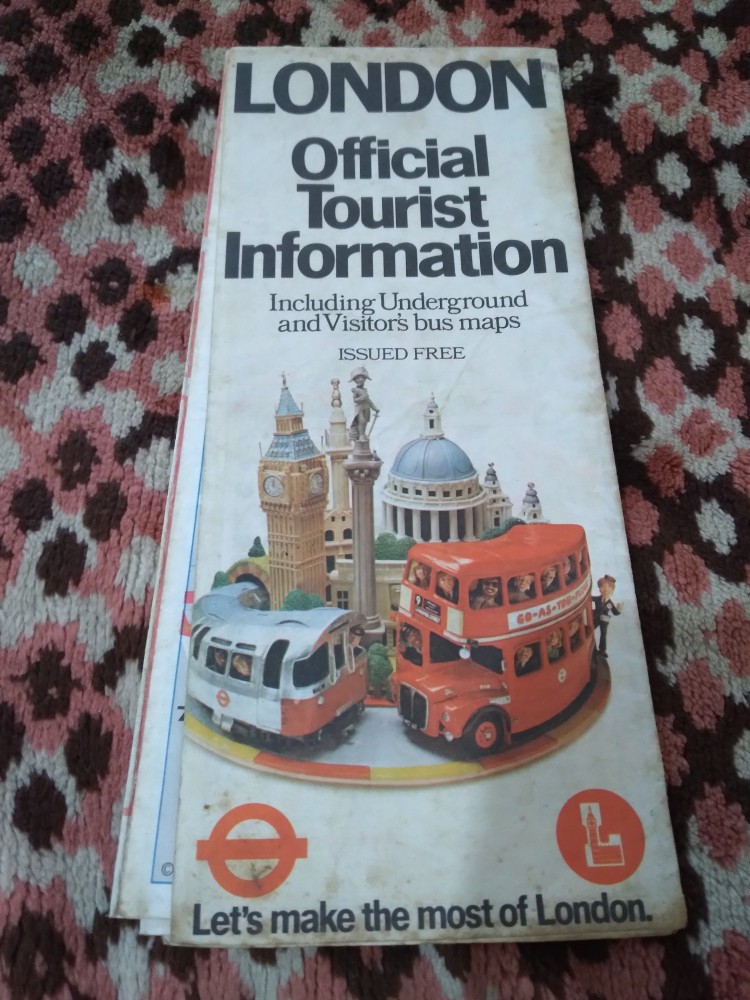 LONDON
Official
Tourist
Information
Including Underground
and Visitor's bus maps
ISSUED FREE
GO-AS-YOU-
L
Let's make the most of London.
7
©